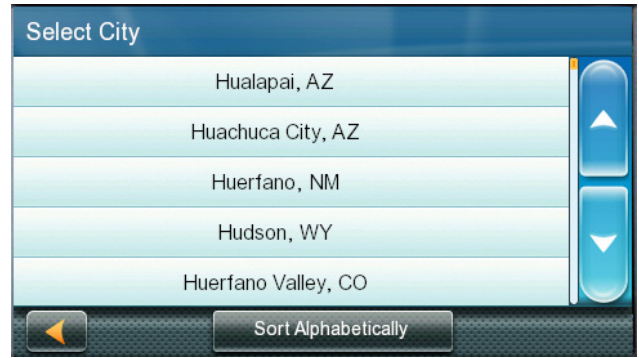 Select City
Hualapai, AZ
Huachuca City, AZ
Huerfano, NM
Hudson, WY
Huerfano Valley, CO
Sort Alphabetically